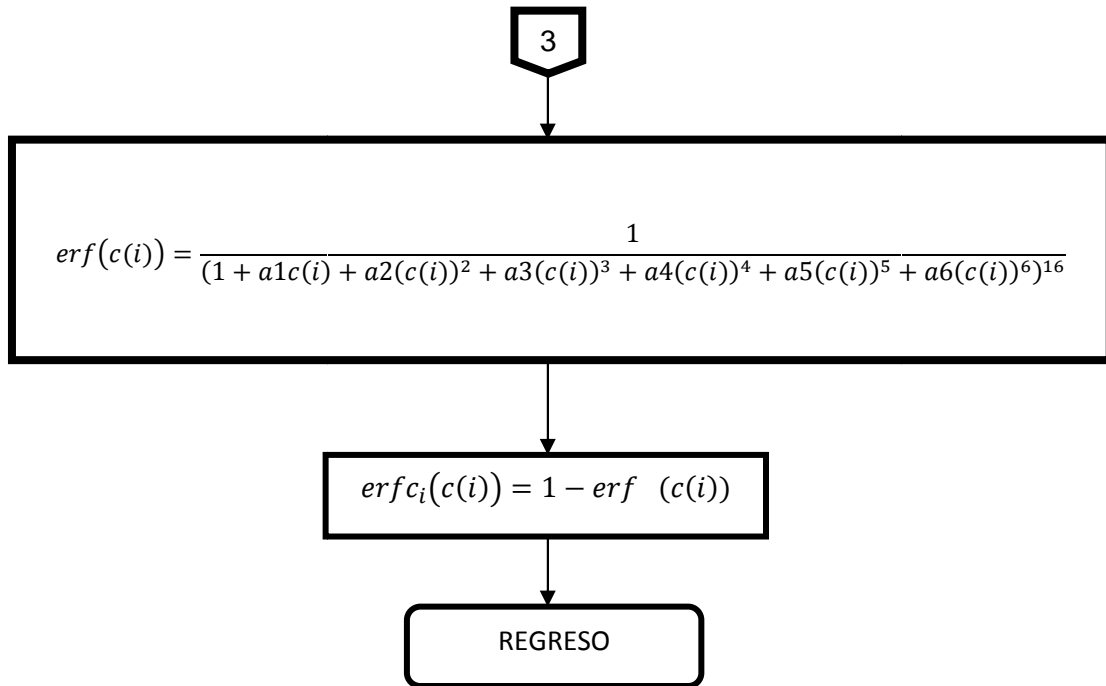 3
erf(c(i)) = 1 / (1 + a1c(i) + a2(c(i))² + a3(c(i))³ + a4(c(i))⁴ + a5(c(i))⁵ + a6(c(i))⁶)¹⁶
erfcᵢ(c(i)) = 1 − erf (c(i))
REGRESO